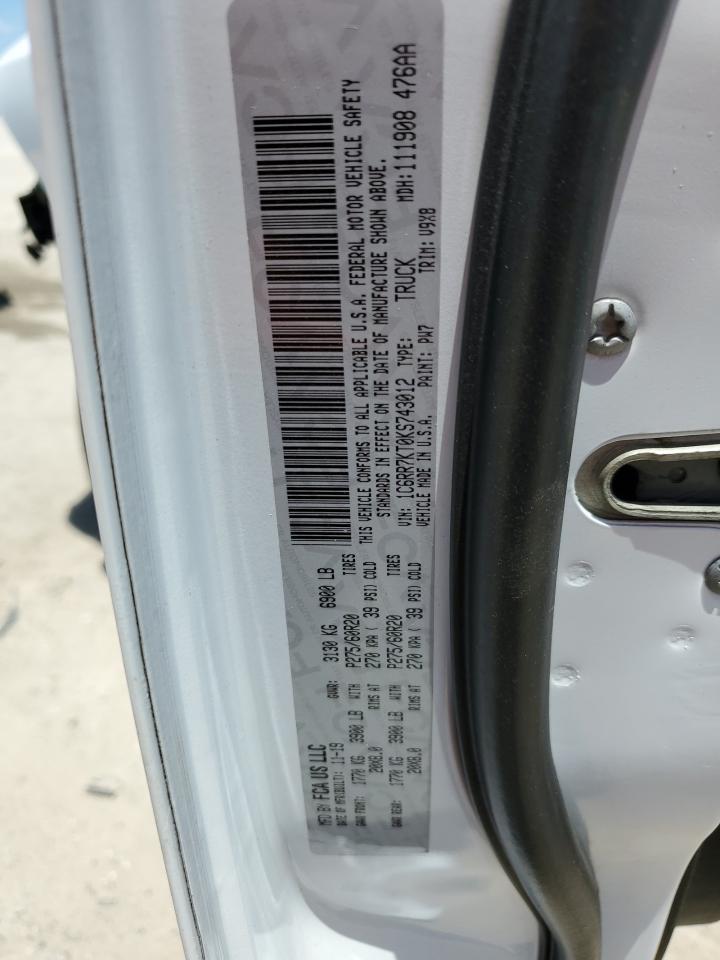 MFD BY FCA US LLC
DATE OF MFR(BUILT): 11-19 GVWR: 3130 KG 6900 LB
GAWR FRONT: 1770 KG 3900 LB WITH P275/60R20 TIRES
20X8.0 RIMS AT 270 KPA ( 39 PSI) COLD
GAWR REAR: 1770 KG 3900 LB WITH P275/60R20 TIRES
20X8.0 RIMS AT 270 KPA ( 39 PSI) COLD
THIS VEHICLE CONFORMS TO ALL APPLICABLE U.S.A. FEDERAL MOTOR VEHICLE SAFETY
STANDARDS IN EFFECT ON THE DATE OF MANUFACTURE SHOWN ABOVE.
VIN: 1C6RR7KT0KS743012 TYPE: TRUCK MDH: 111908 476AA
VEHICLE MADE IN U.S.A. PAINT: PW7 TRIM: V9X8